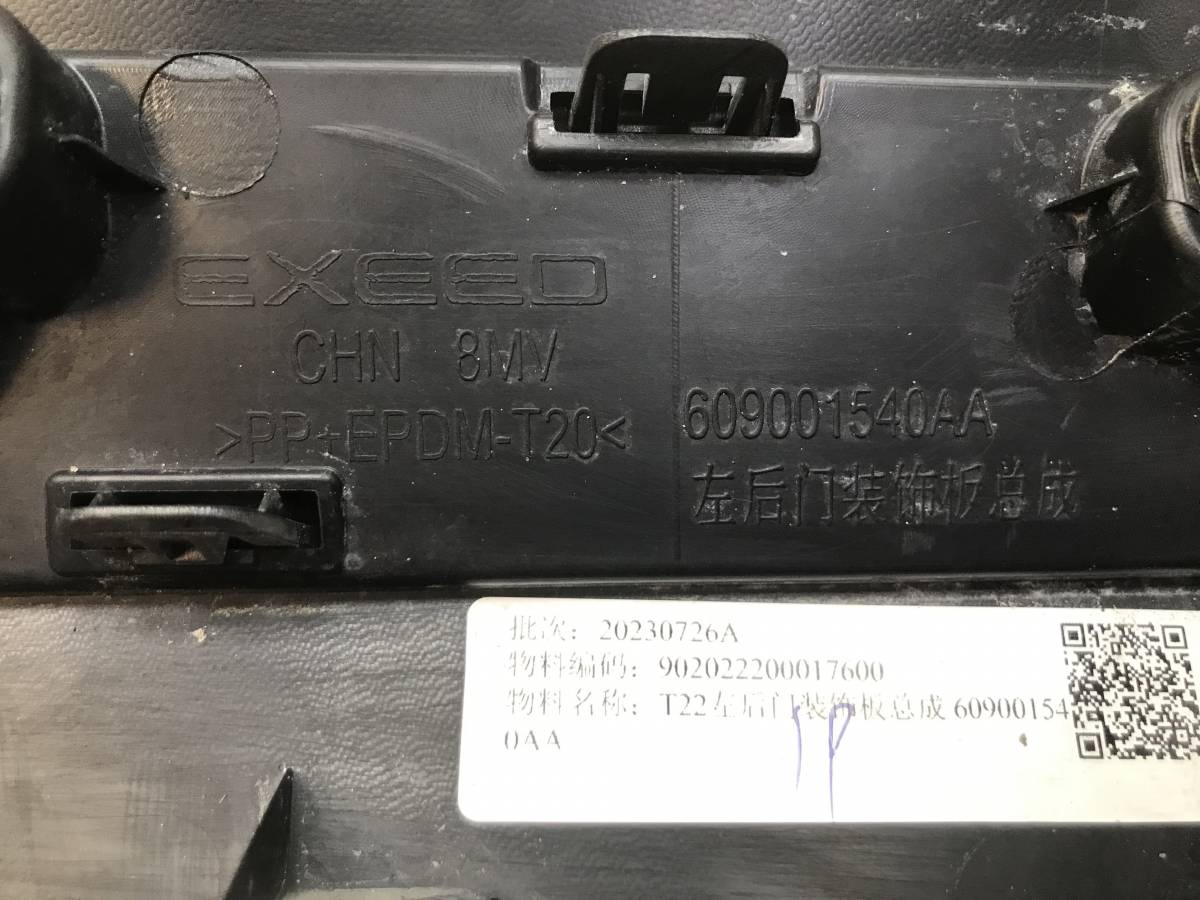 EXEED
CHN 8MV
>PP+EPDM-T20<
609001540AA
左后门装饰板总成
批次：20230726A
物料编码：902022200017600
物料名称：T22左后门装饰板总成 60900154
0AA
1P